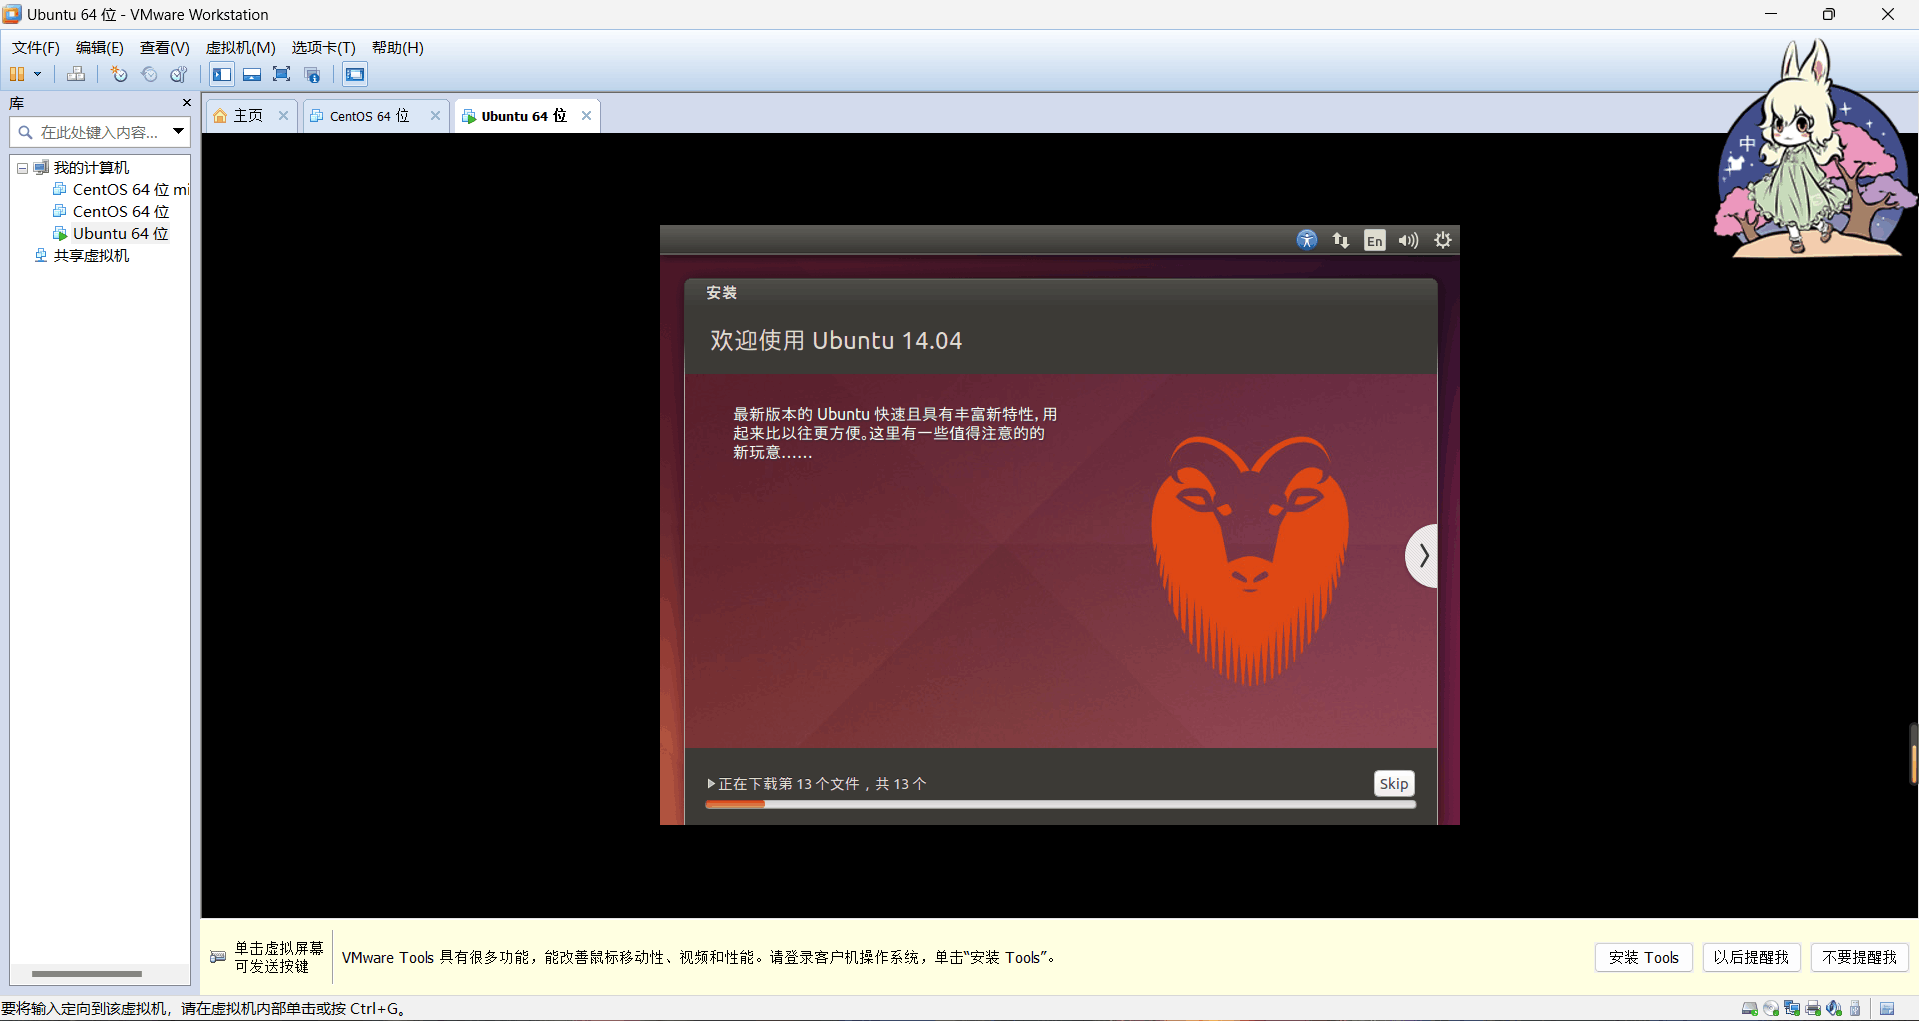 Ubuntu 64 位 - VMware Workstation
文件(F) 编辑(E) 查看(V) 虚拟机(M) 选项卡(T) 帮助(H)
库
在此处键入内容...
我的计算机
CentOS 64 位 mi
CentOS 64 位
Ubuntu 64 位
共享虚拟机
主页
CentOS 64 位
Ubuntu 64 位
中
En
安装
欢迎使用 Ubuntu 14.04
最新版本的 Ubuntu 快速且具有丰富新特性，用
起来比以往更方便。这里有一些值得注意的的
新玩意……
正在下载第 13 个文件，共 13 个
Skip
单击虚拟屏幕
可发送按键
VMware Tools 具有很多功能，能改善鼠标移动性、视频和性能。请登录客户机操作系统，单击“安装 Tools”。
安装 Tools
以后提醒我
不要提醒我
要将输入定向到该虚拟机，请在虚拟机内部单击或按 Ctrl+G。